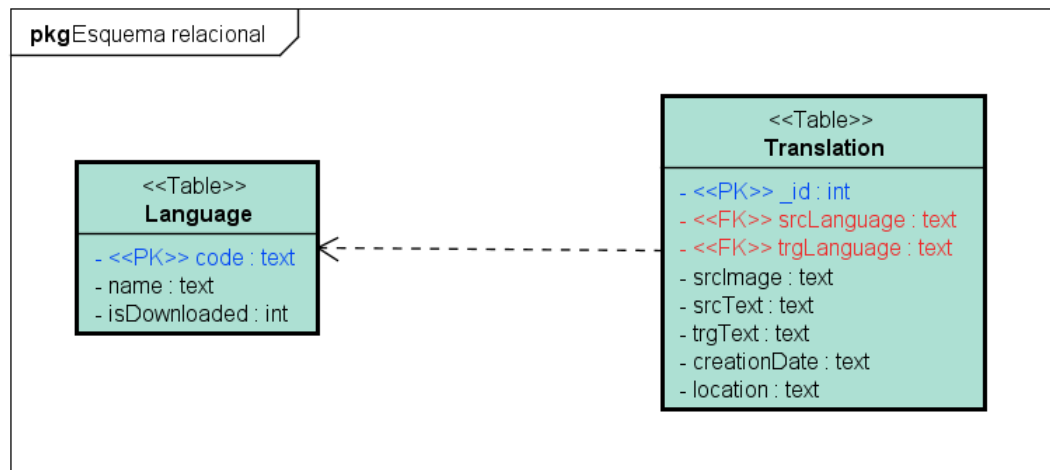 pkgEsquema relacional
<<Table>>
Language
- <<PK>> code : text
- name : text
- isDownloaded : int
<<Table>>
Translation
- <<PK>> _id : int
- <<FK>> srcLanguage : text
- <<FK>> trgLanguage : text
- srcImage : text
- srcText : text
- trgText : text
- creationDate : text
- location : text